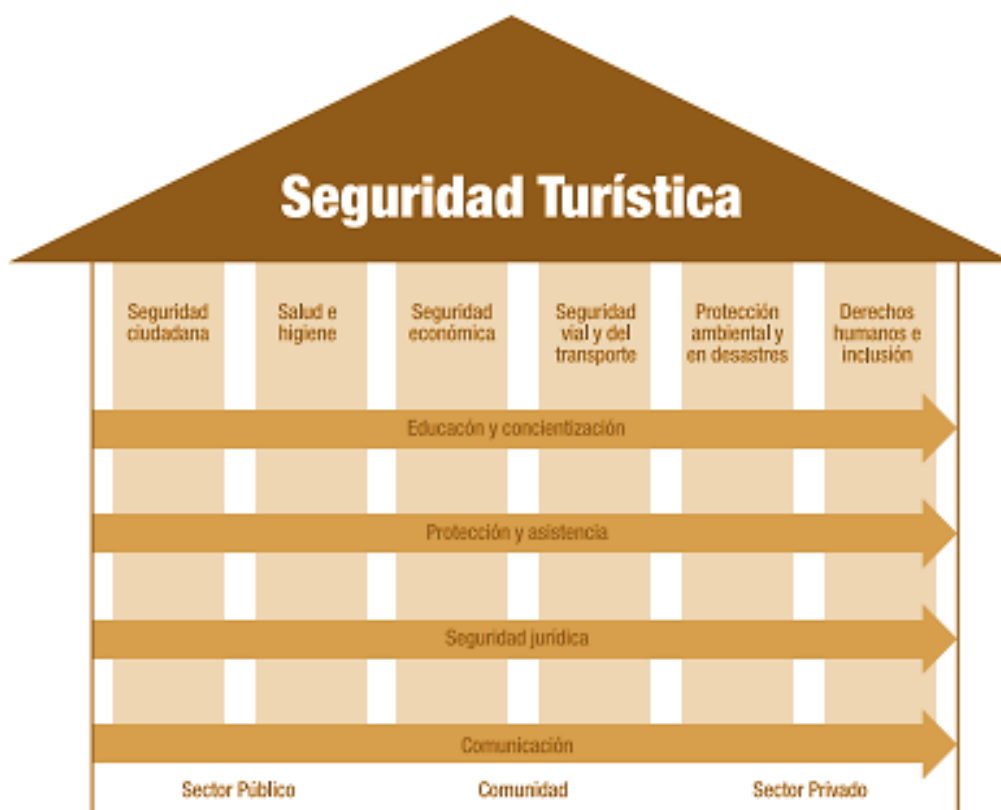 Seguridad Turística
Seguridad
ciudadana
Salud e
higiene
Seguridad
económica
Seguridad
vial y del
transporte
Protección
ambiental y
en desastres
Derechos
humanos e
inclusión
Educacón y concientización
Protección y asistencia
Seguridad jurídica
Comunicación
Sector Público
Comunidad
Sector Privado